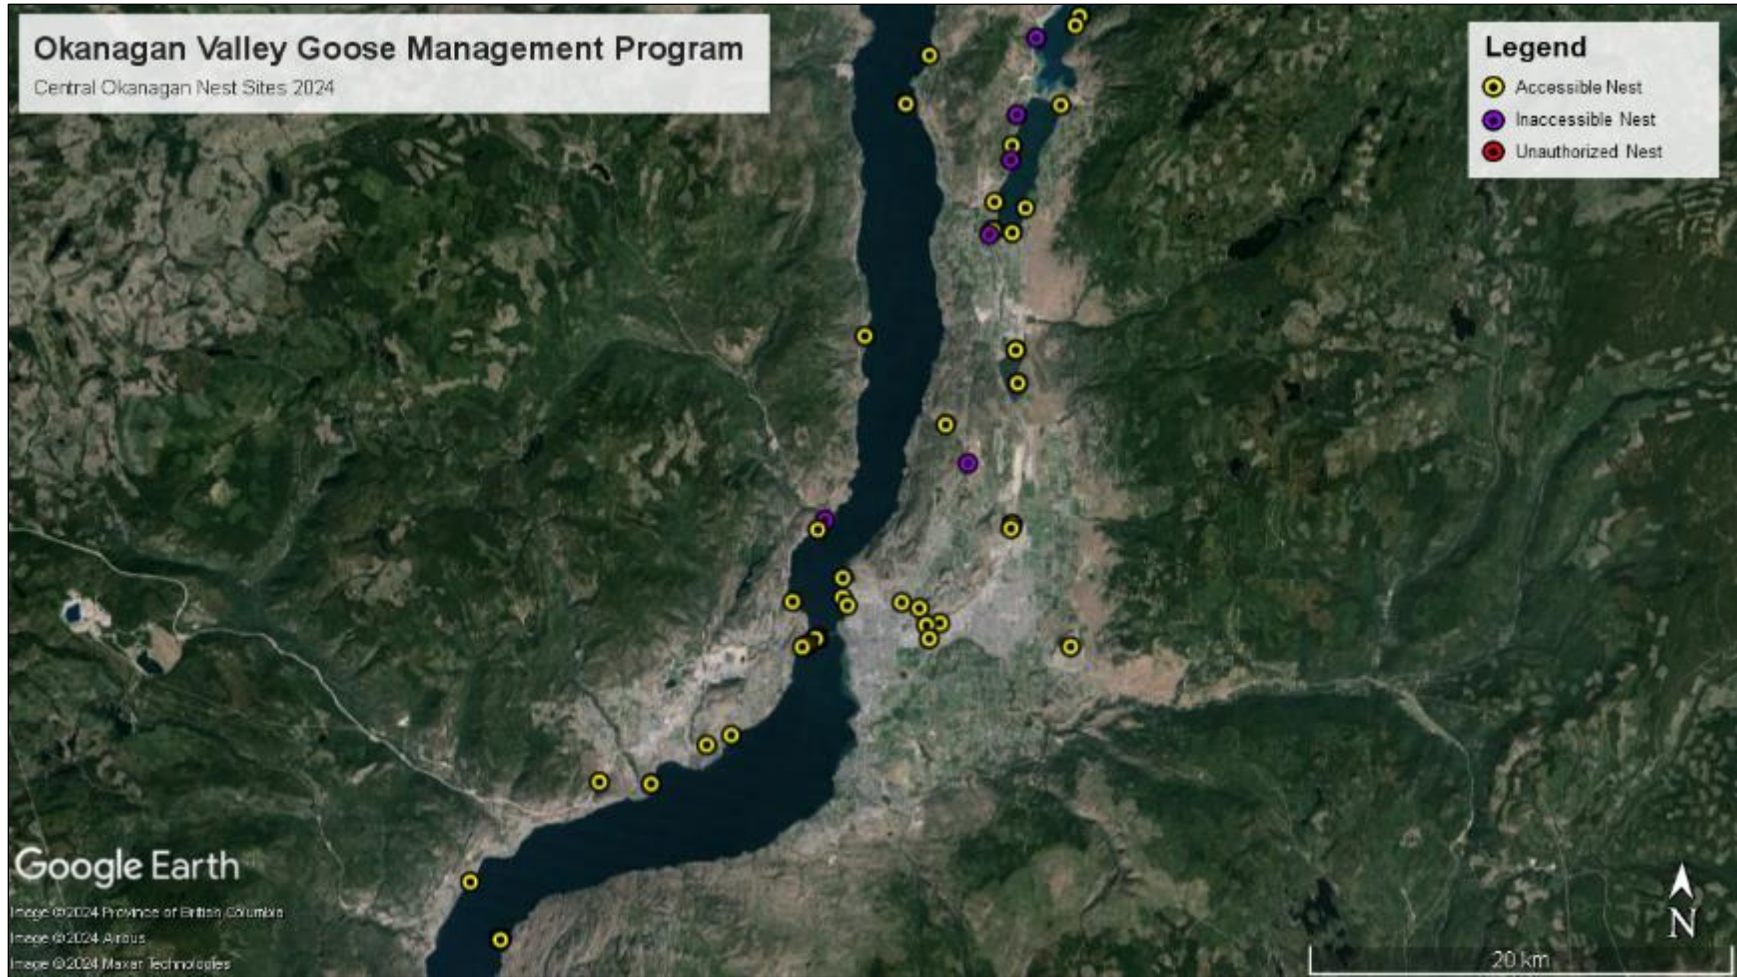 Okanagan Valley Goose Management Program
Central Okanagan Nest Sites 2024
Legend
Accessible Nest
Inaccessible Nest
Unauthorized Nest
Google Earth
Image ©2024 Province of British Columbia
Image ©2024 Airbus
Image ©2024 Maxar Technologies
N
20 km